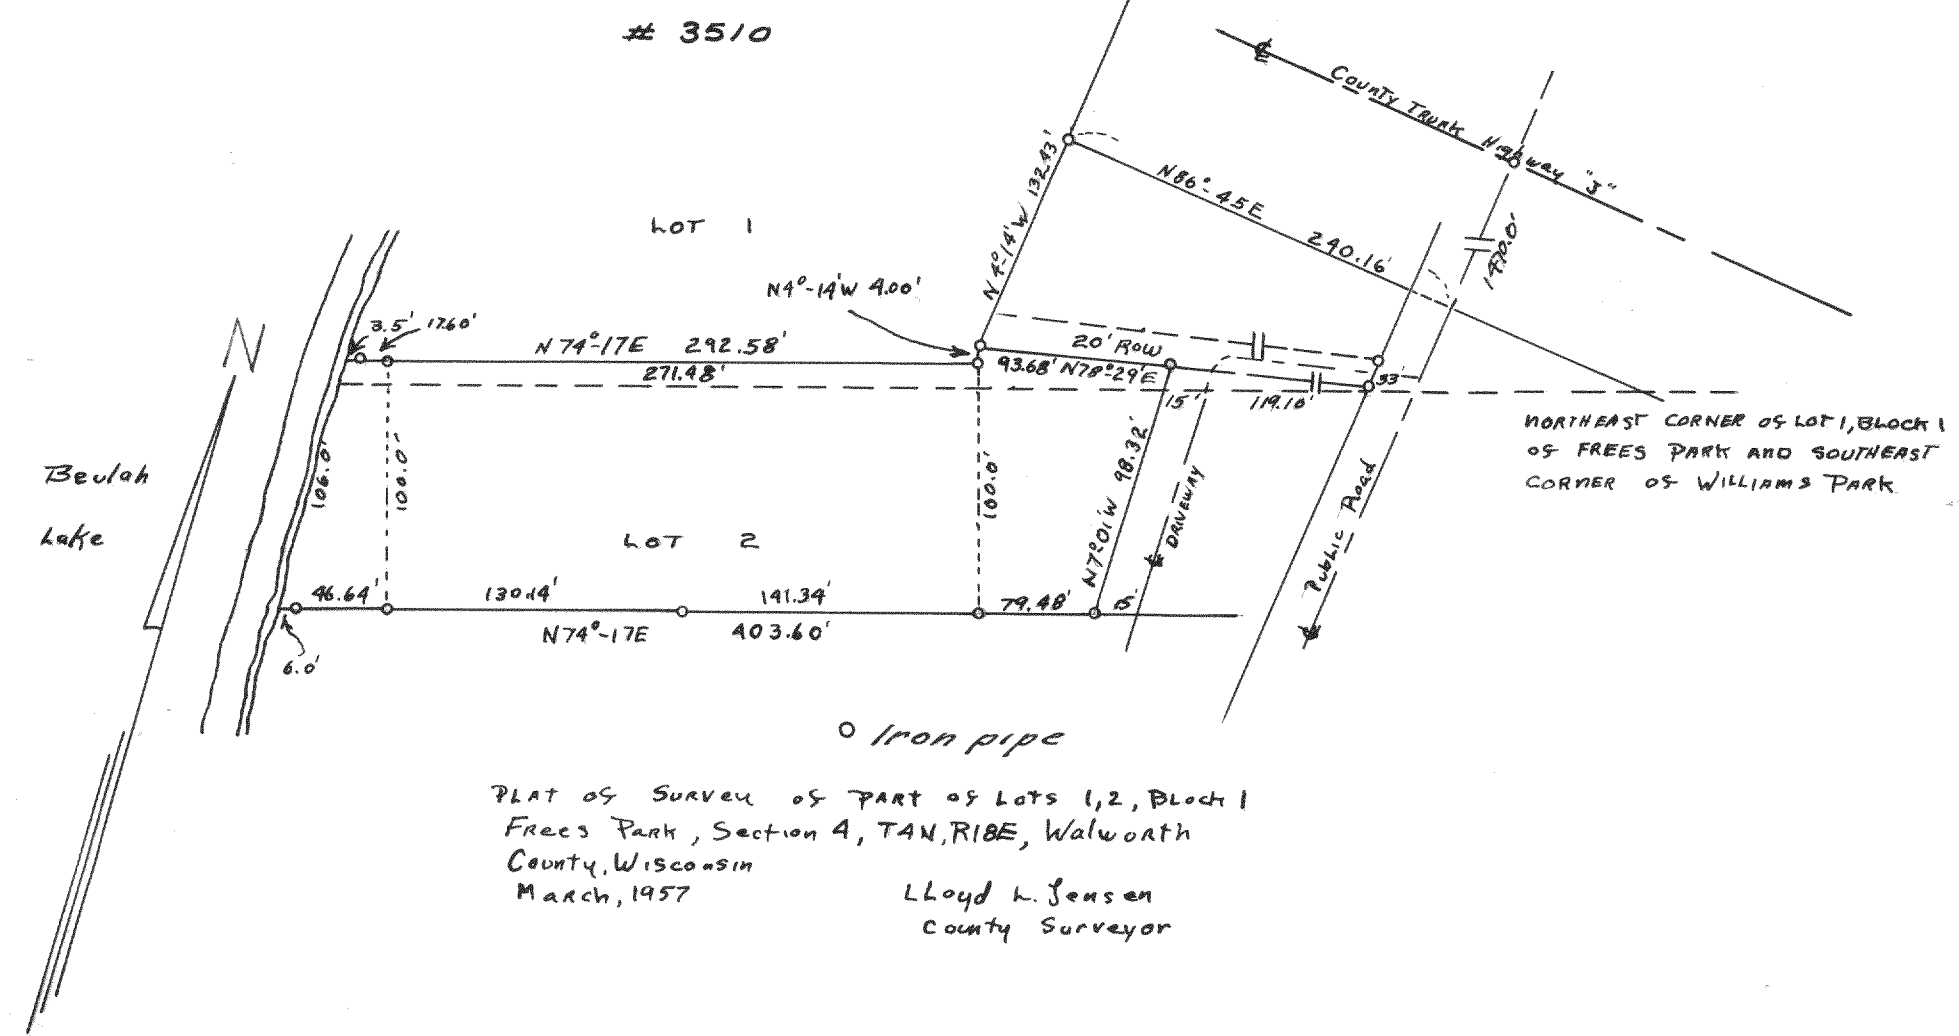 # 3510
℄ County Trunk Highway "J"
N4°-14'W 132.43'
N86°-45E 240.16'
1470.0'
LOT 1
N4°-14'W 4.00'
3.5' 17.60'
N74°-17E 292.58'
271.48'
20' ROW
93.68' N78°29'E
33'
15' 119.10'
N
NORTHEAST CORNER OF LOT 1, BLOCK 1
OF FREES PARK AND SOUTHEAST
CORNER OF WILLIAMS PARK
Beulah
Lake
106.0'
100.0'
100.0'
N7°01'W 98.32'
DRIVEWAY
Public Road
LOT 2
46.64' 130.14' 141.34' 79.48' 15'
N74°-17E 403.60'
6.0'
Iron pipe
PLAT OF SURVEY OF PART OF LOTS 1,2, BLOCK 1
Frees Park, Section 4, T4N, R18E, Walworth
County, Wisconsin
March, 1957
LLoyd L. Jensen
County Surveyor